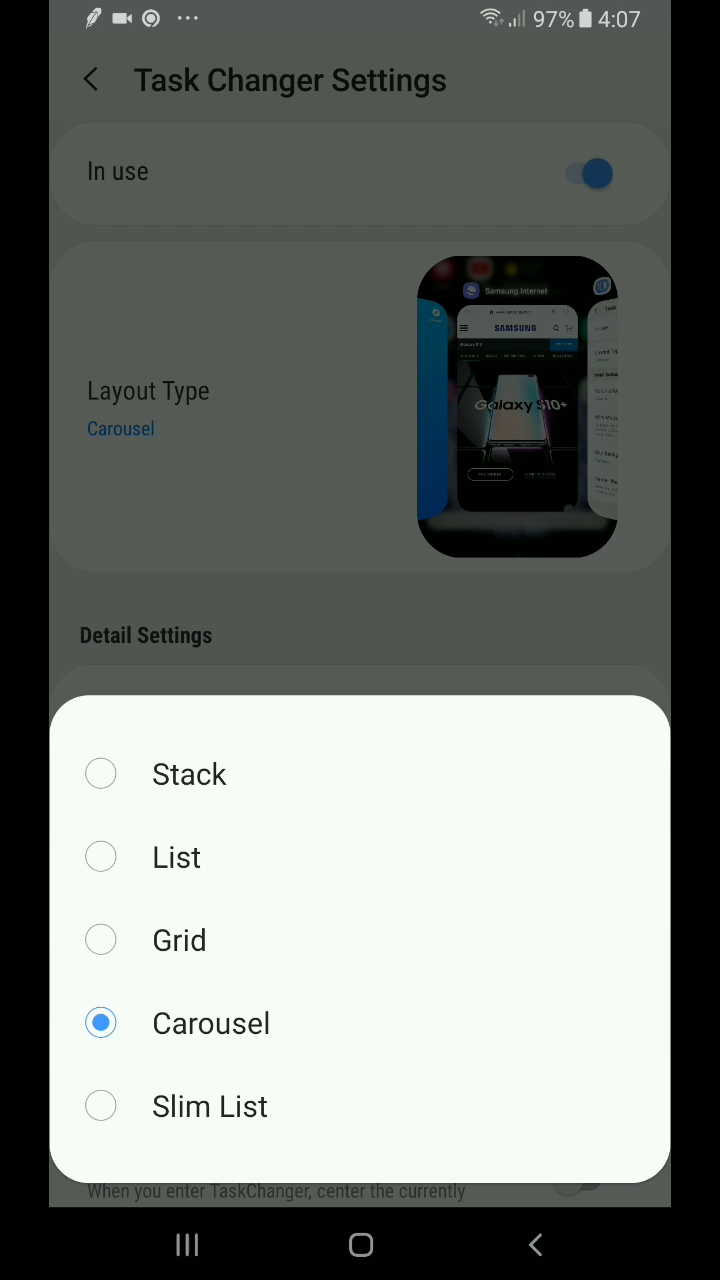 97% 4:07
Task Changer Settings
In use
Samsung Internet
SAMSUNG
Galaxy S10+
Layout Type
Carousel
Detail Settings
Stack
List
Grid
Carousel
Slim List
When you enter TaskChanger, center the currently